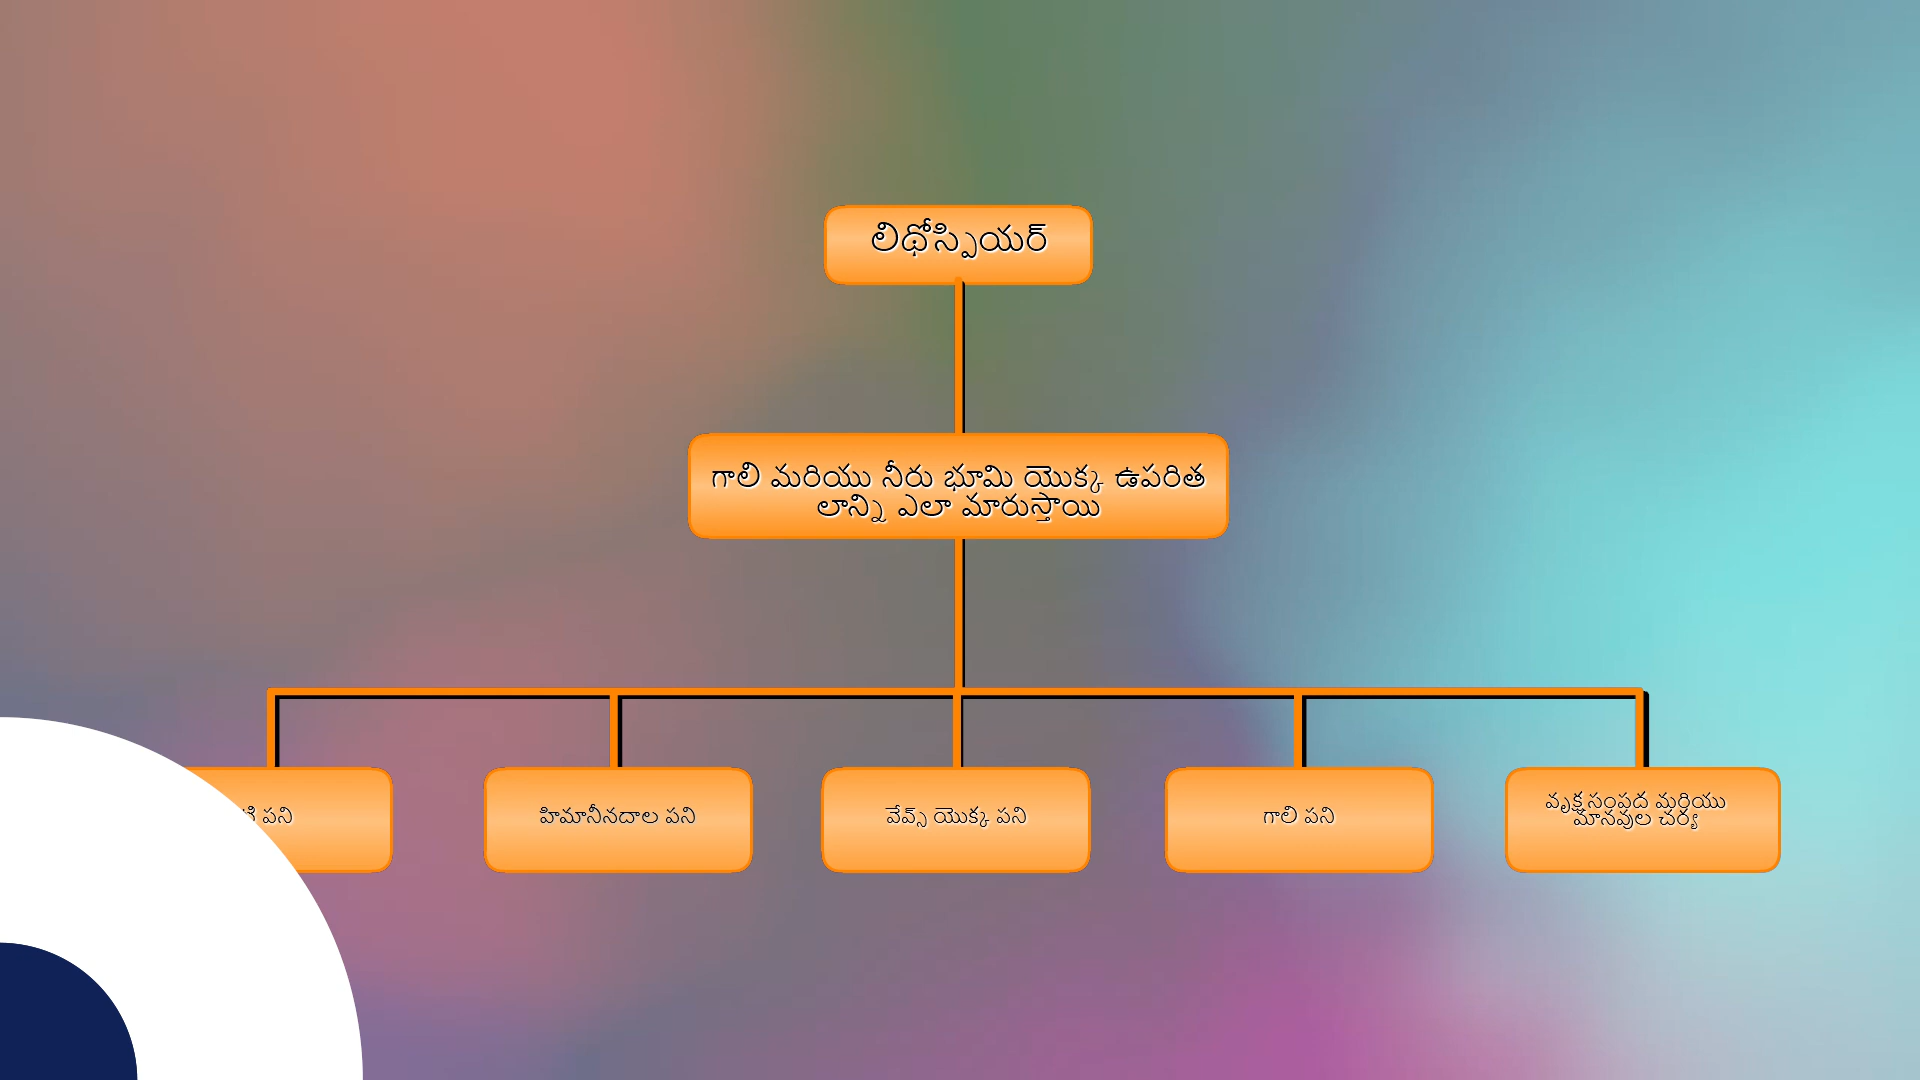 లిథోస్పియర్
గాలి మరియు నీరు భూమి యొక్క ఉపరిత
లాన్ని ఎలా మారుస్తాయి
పని
హిమానీనదాల పని
వేవ్స్ యొక్క పని
గాలి పని
వృక్షసంపద మరియు
మానవుల చర్య